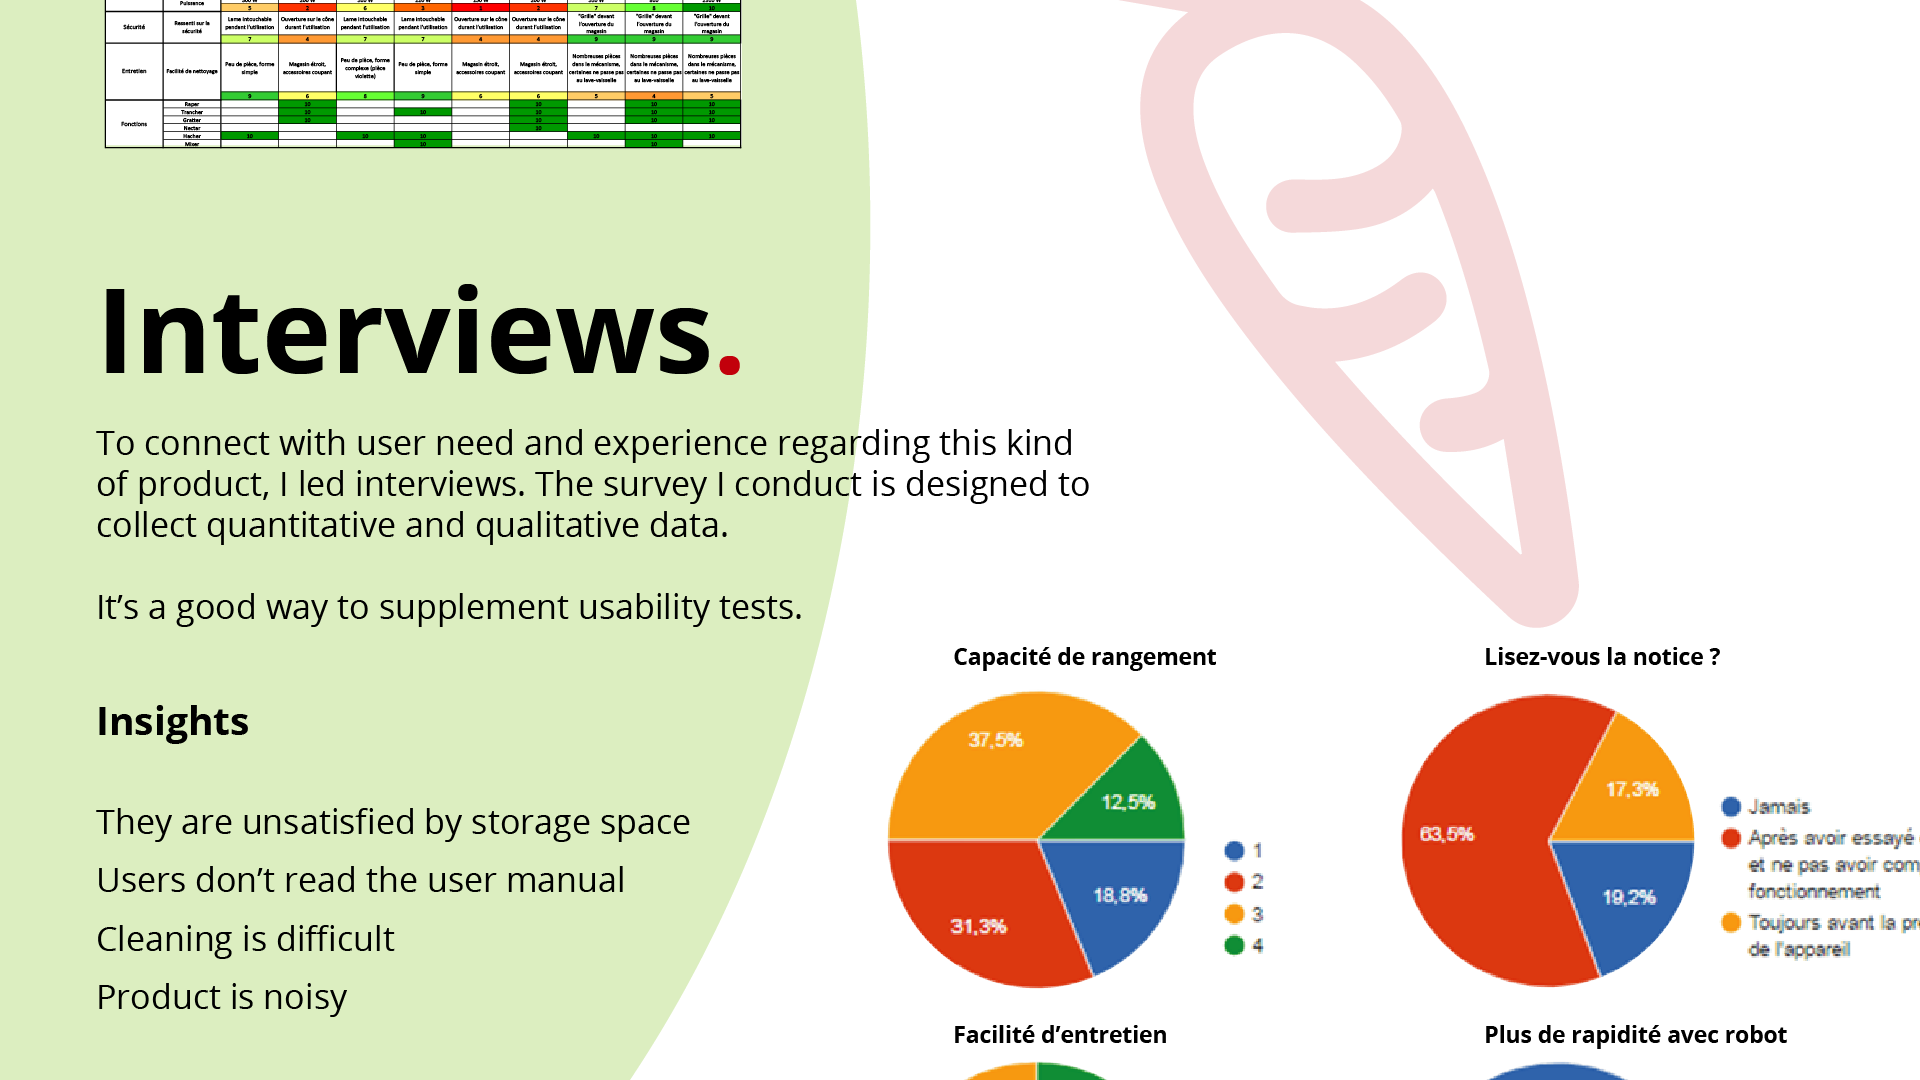 Puissance
5 2 6 3 1 2 7 8 10
Sécurité
Ressenti sur la sécurité
Lame intouchable pendant l'utilisation
Ouverture sur le cône durant l'utilisation
Lame intouchable pendant l'utilisation
Lame intouchable pendant l'utilisation
Ouverture sur le cône durant l'utilisation
Ouverture sur le cône durant l'utilisation
"Grille" devant l'ouverture du magasin
"Grille" devant l'ouverture du magasin
"Grille" devant l'ouverture du magasin
7 4 7 7 4 4 9 9 9
Entretien
Facilité de nettoyage
Peu de pièce, forme simple
Magasin étroit, accessoires coupant
Peu de pièce, forme complexe (pièce violette)
Peu de pièce, forme simple
Magasin étroit, accessoires coupant
Magasin étroit, accessoires coupant
Nombreuses pièces dans le mécanisme, certaines ne passe pas au lave-vaisselle
Nombreuses pièces dans le mécanisme, certaines ne passe pas au lave-vaisselle
Nombreuses pièces dans le mécanisme, certaines ne passe pas au lave-vaisselle
9 6 8 9 6 6 5 4 5
Fonctions
Raper 10 10 10 10
Trancher 10 10 10 10 10
Gratter 10 10 10 10
Nectar 10
Hacher 10 10 10 10 10 10
Mixer 10 10
Interviews.
To connect with user need and experience regarding this kind
of product, I led interviews. The survey I conduct is designed to
collect quantitative and qualitative data.
It's a good way to supplement usability tests.
Insights
They are unsatisfied by storage space
Users don't read the user manual
Cleaning is difficult
Product is noisy
Capacité de rangement
37,5%
12,5%
31,3%
18,8%
1
2
3
4
Lisez-vous la notice ?
17,3%
63,5%
19,2%
Jamais
Après avoir essayé
et ne pas avoir com
fonctionnement
Toujours avant la pr
de l'appareil
Facilité d'entretien
Plus de rapidité avec robot